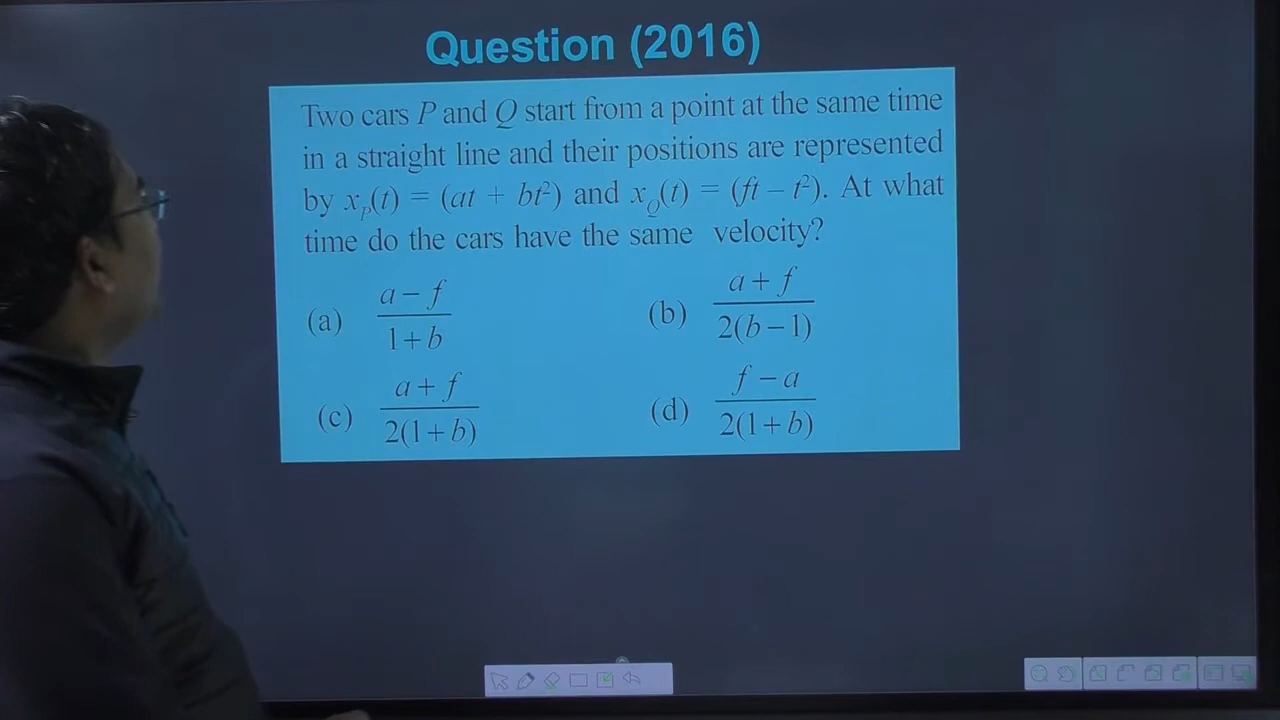 Question (2016)
Two cars P and Q start from a point at the same time
in a straight line and their positions are represented
by x_P(t) = (at + bt²) and x_Q(t) = (ft – t²). At what
time do the cars have the same velocity?
(a) (a – f)/(1 + b)
(b) (a + f)/(2(b – 1))
(c) (a + f)/(2(1 + b))
(d) (f – a)/(2(1 + b))